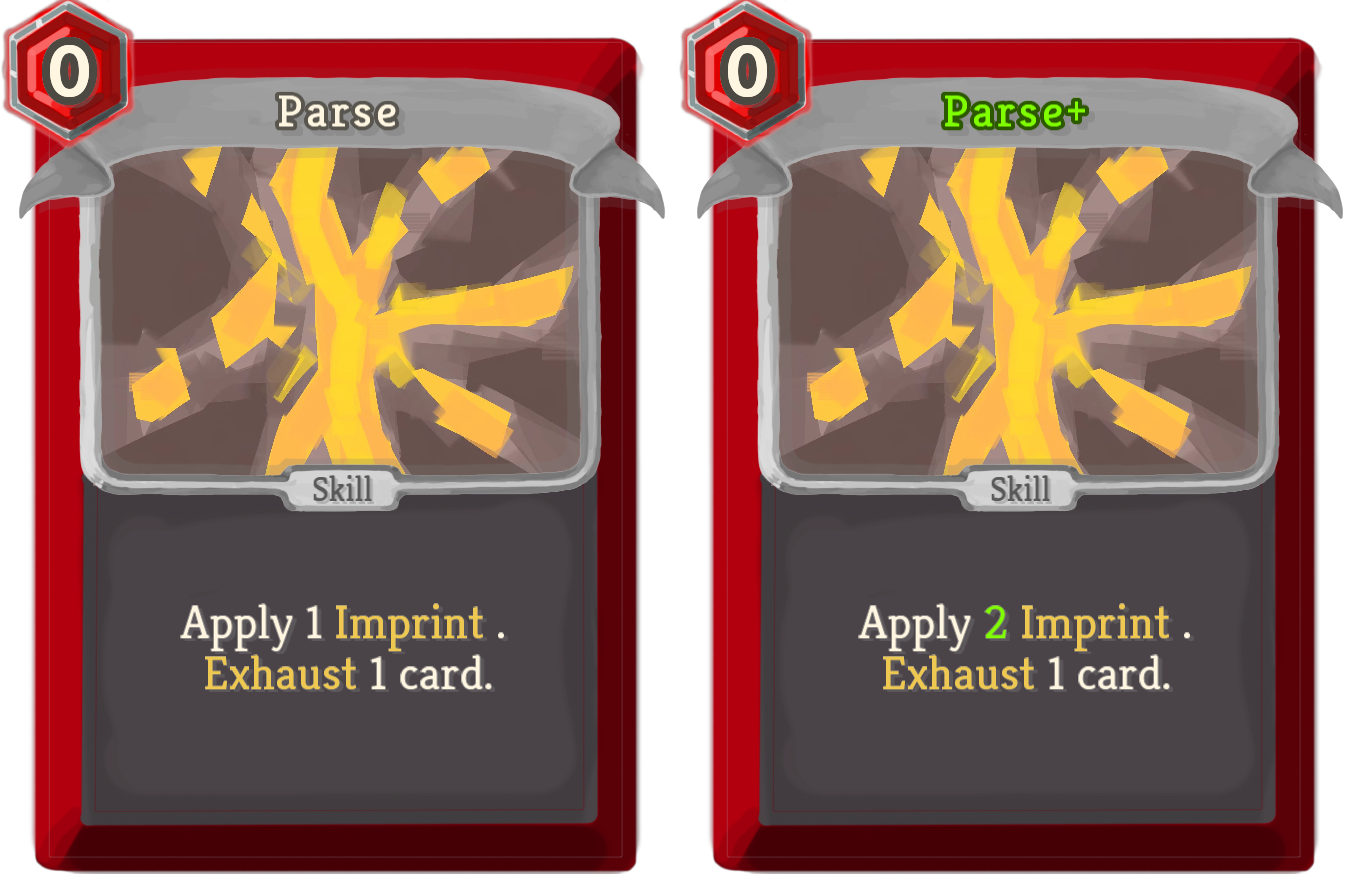 0
Parse
Skill
Apply 1 Imprint .
Exhaust 1 card.
0
Parse+
Skill
Apply 2 Imprint .
Exhaust 1 card.